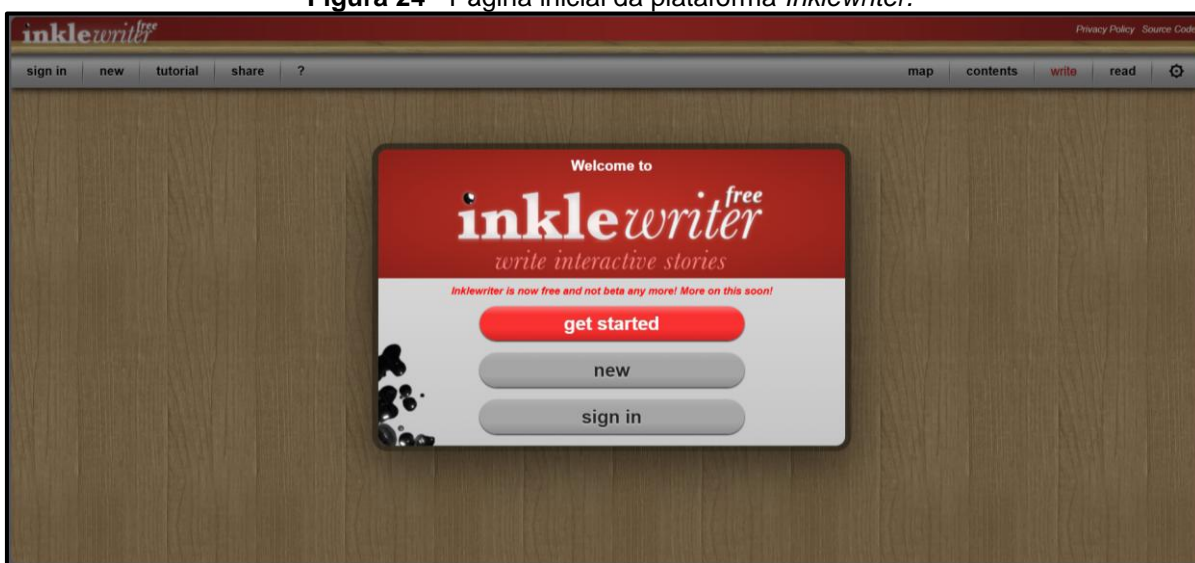 Figura 24 - Página inicial da plataforma Inklewriter.
inklewriter free
Privacy Policy Source Code
sign in new tutorial share ? map contents write read
Welcome to
inklewriter free
write interactive stories
Inklewriter is now free and not beta any more! More on this soon!
get started
new
sign in